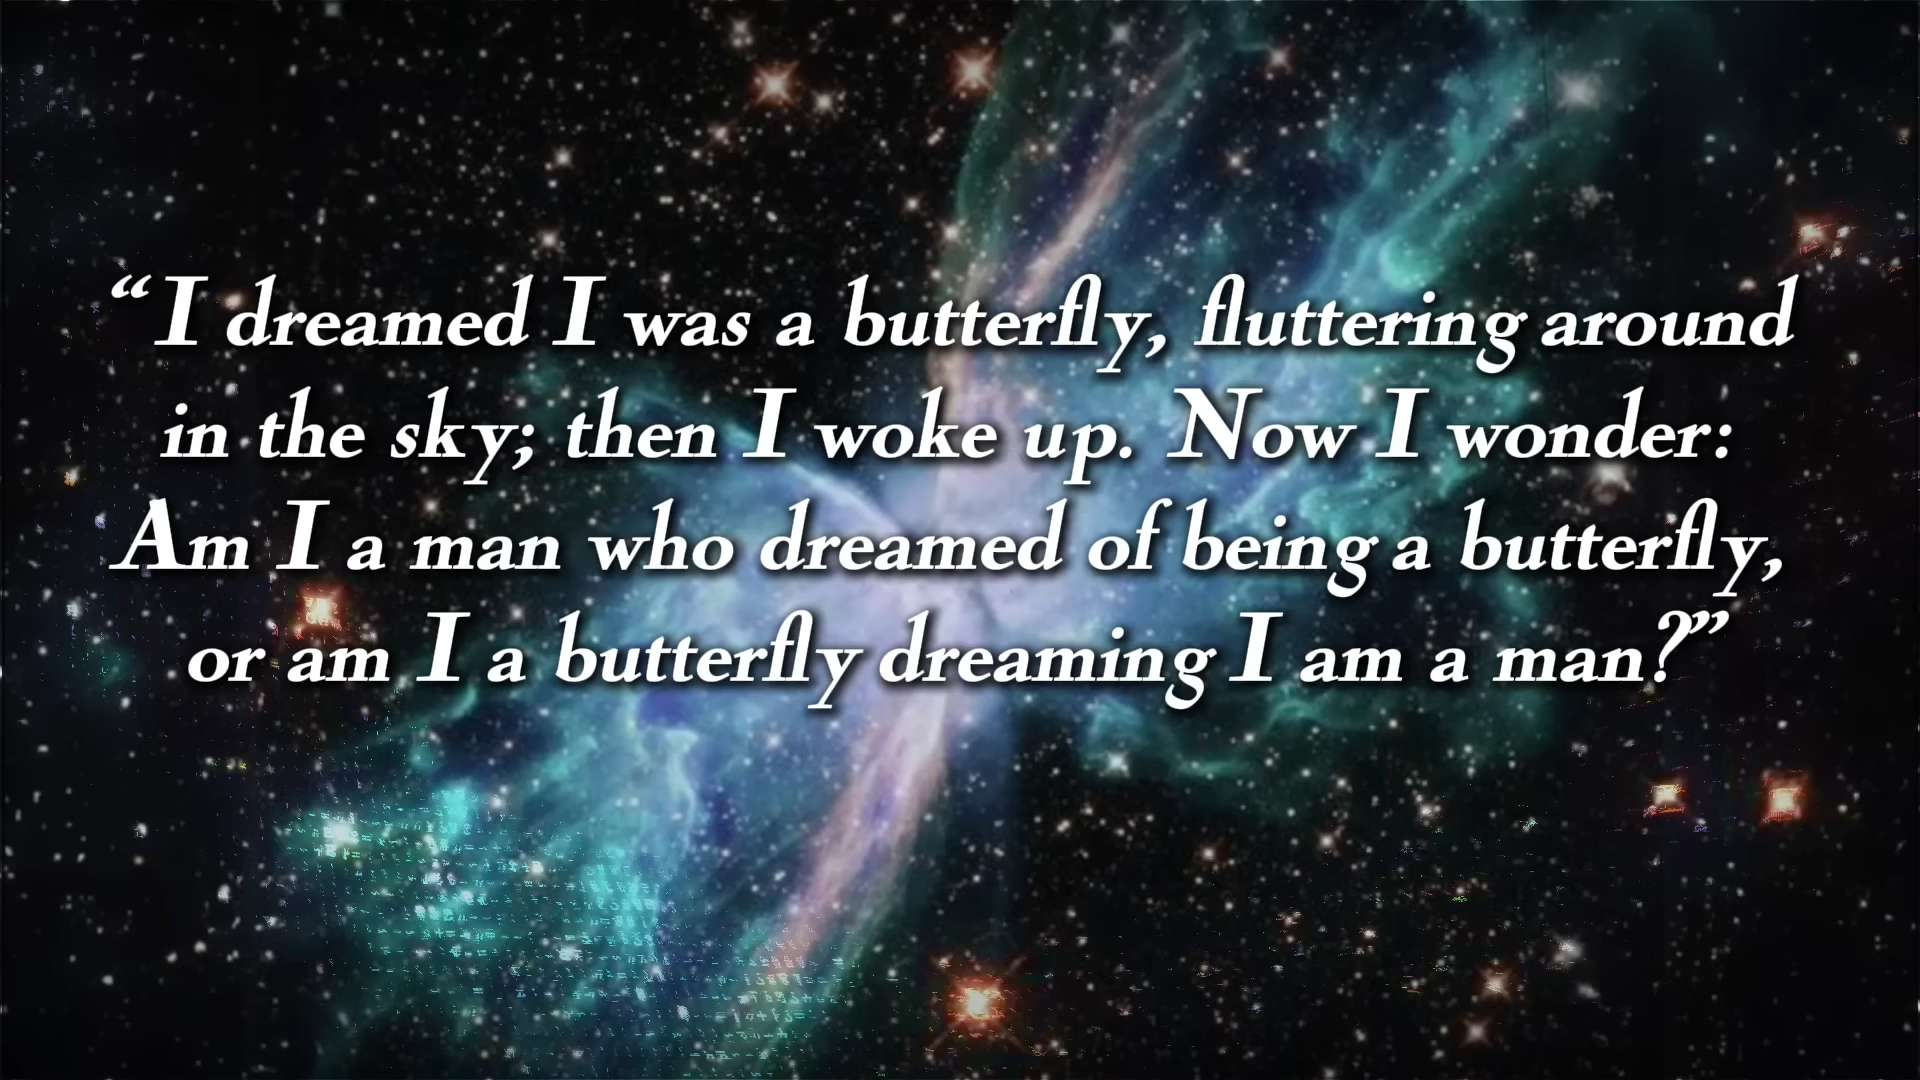 “I dreamed I was a butterfly, fluttering around
in the sky; then I woke up. Now I wonder:
Am I a man who dreamed of being a butterfly,
or am I a butterfly dreaming I am a man?”